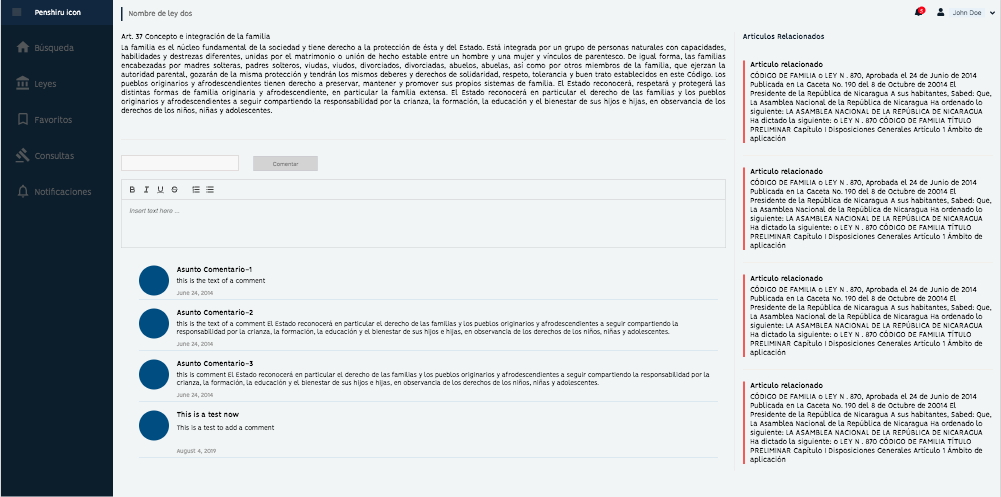 Penshiru icon
Búsqueda
Leyes
Favoritos
Consultas
Notificaciones
Nombre de ley dos
John Doe
Art. 37 Concepto e integración de la familia
La familia es el núcleo fundamental de la sociedad y tiene derecho a la protección de ésta y del Estado. Está integrada por un grupo de personas naturales con capacidades,
habilidades y destrezas diferentes, unidas por el matrimonio o unión de hecho estable entre un hombre y una mujer y vínculos de parentesco. De igual forma, las familias
encabezadas por madres solteras, padres solteros, viudas, viudos, divorciados, divorciadas, abuelos, abuelas, así como por otros miembros de la familia, que ejerzan la
autoridad parental, gozarán de la misma protección y tendrán los mismos deberes y derechos de solidaridad, respeto, tolerancia y buen trato establecidos en este Código. Los
pueblos originarios y afrodescendientes tienen derecho a preservar, mantener y promover sus propios sistemas de familia. El Estado reconocerá, respetará y protegerá las
distintas formas de familia originaria y afrodescendiente, en particular la familia extensa. El Estado reconocerá en particular el derecho de las familias y los pueblos
originarios y afrodescendientes a seguir compartiendo la responsabilidad por la crianza, la formación, la educación y el bienestar de sus hijos e hijas, en observancia de los
derechos de los niños, niñas y adolescentes.
Comentar
B I U S
Insert text here ...
Asunto Comentario-1
this is the text of a comment
June 24, 2014
Asunto Comentario-2
this is the text of a comment El Estado reconocerá en particular el derecho de las familias y los pueblos originarios y afrodescendientes a seguir compartiendo la
responsabilidad por la crianza, la formación, la educación y el bienestar de sus hijos e hijas, en observancia de los derechos de los niños, niñas y adolescentes.
June 24, 2014
Asunto Comentario-3
this is comment El Estado reconocerá en particular el derecho de las familias y los pueblos originarios y afrodescendientes a seguir compartiendo la responsabilidad por la
crianza, la formación, la educación y el bienestar de sus hijos e hijas, en observancia de los derechos de los niños, niñas y adolescentes.
June 24, 2014
This is a test now
This is a test to add a comment
August 4, 2019
Artículos Relacionados
Artículo relacionado
CÓDIGO DE FAMILIA o LEY N . 870, Aprobada el 24 de Junio de 2014
Publicada en La Gaceta No. 190 del 8 de Octubre de 20014 El
Presidente de la República de Nicaragua A sus habitantes, Sabed: Que,
La Asamblea Nacional de la República de Nicaragua Ha ordenado lo
siguiente: LA ASAMBLEA NACIONAL DE LA REPÚBLICA DE NICARAGUA
Ha dictado la siguiente: o LEY N . 870 CÓDIGO DE FAMILIA TÍTULO
PRELIMINAR Capítulo I Disposiciones Generales Artículo 1 Ámbito de
aplicación
Artículo relacionado
CÓDIGO DE FAMILIA o LEY N . 870, Aprobada el 24 de Junio de 2014
Publicada en La Gaceta No. 190 del 8 de Octubre de 20014 El
Presidente de la República de Nicaragua A sus habitantes, Sabed: Que,
La Asamblea Nacional de la República de Nicaragua Ha ordenado lo
siguiente: LA ASAMBLEA NACIONAL DE LA REPÚBLICA DE NICARAGUA
Ha dictado la siguiente: o LEY N . 870 CÓDIGO DE FAMILIA TÍTULO
PRELIMINAR Capítulo I Disposiciones Generales Artículo 1 Ámbito de
aplicación
Artículo relacionado
CÓDIGO DE FAMILIA o LEY N . 870, Aprobada el 24 de Junio de 2014
Publicada en La Gaceta No. 190 del 8 de Octubre de 20014 El
Presidente de la República de Nicaragua A sus habitantes, Sabed: Que,
La Asamblea Nacional de la República de Nicaragua Ha ordenado lo
siguiente: LA ASAMBLEA NACIONAL DE LA REPÚBLICA DE NICARAGUA
Ha dictado la siguiente: o LEY N . 870 CÓDIGO DE FAMILIA TÍTULO
PRELIMINAR Capítulo I Disposiciones Generales Artículo 1 Ámbito de
aplicación
Artículo relacionado
CÓDIGO DE FAMILIA o LEY N . 870, Aprobada el 24 de Junio de 2014
Publicada en La Gaceta No. 190 del 8 de Octubre de 20014 El
Presidente de la República de Nicaragua A sus habitantes, Sabed: Que,
La Asamblea Nacional de la República de Nicaragua Ha ordenado lo
siguiente: LA ASAMBLEA NACIONAL DE LA REPÚBLICA DE NICARAGUA
Ha dictado la siguiente: o LEY N . 870 CÓDIGO DE FAMILIA TÍTULO
PRELIMINAR Capítulo I Disposiciones Generales Artículo 1 Ámbito de
aplicación